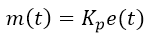 m(t) = K_p e(t)